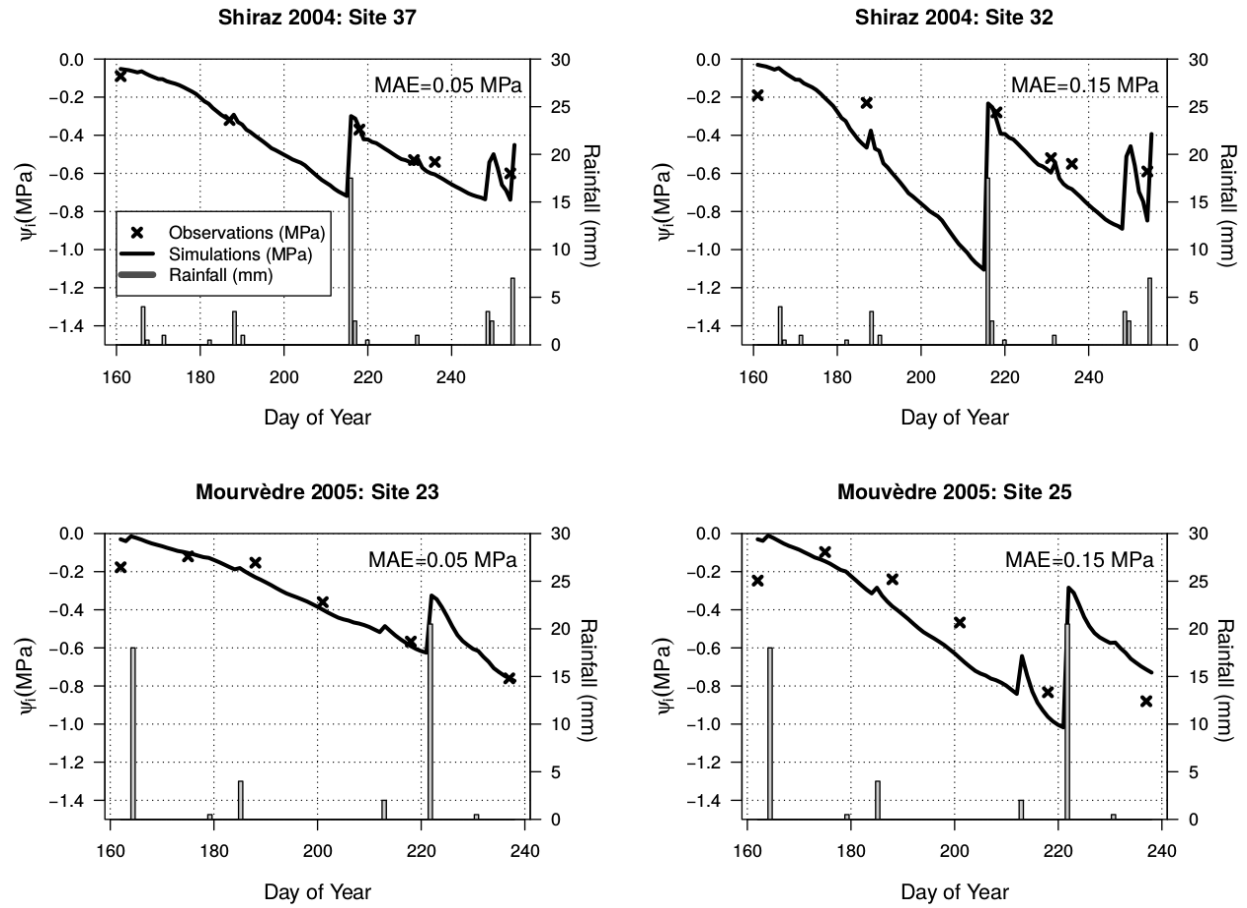 Shiraz 2004: Site 37
0.0
−0.2
−0.4
−0.6
−0.8
−1.0
−1.2
−1.4
ψi(MPa)
MAE=0.05 MPa
Observations (MPa)
Simulations (MPa)
Rainfall (mm)
30
25
20
15
10
5
0
Rainfall (mm)
160 180 200 220 240
Day of Year
Shiraz 2004: Site 32
0.0
−0.2
−0.4
−0.6
−0.8
−1.0
−1.2
−1.4
ψi(MPa)
MAE=0.15 MPa
30
25
20
15
10
5
0
Rainfall (mm)
160 180 200 220 240
Day of Year
Mourvèdre 2005: Site 23
0.0
−0.2
−0.4
−0.6
−0.8
−1.0
−1.2
−1.4
ψi(MPa)
MAE=0.05 MPa
30
25
20
15
10
5
0
Rainfall (mm)
160 180 200 220 240
Day of Year
Mouvèdre 2005: Site 25
0.0
−0.2
−0.4
−0.6
−0.8
−1.0
−1.2
−1.4
ψi(MPa)
MAE=0.15 MPa
30
25
20
15
10
5
0
Rainfall (mm)
160 180 200 220 240
Day of Year